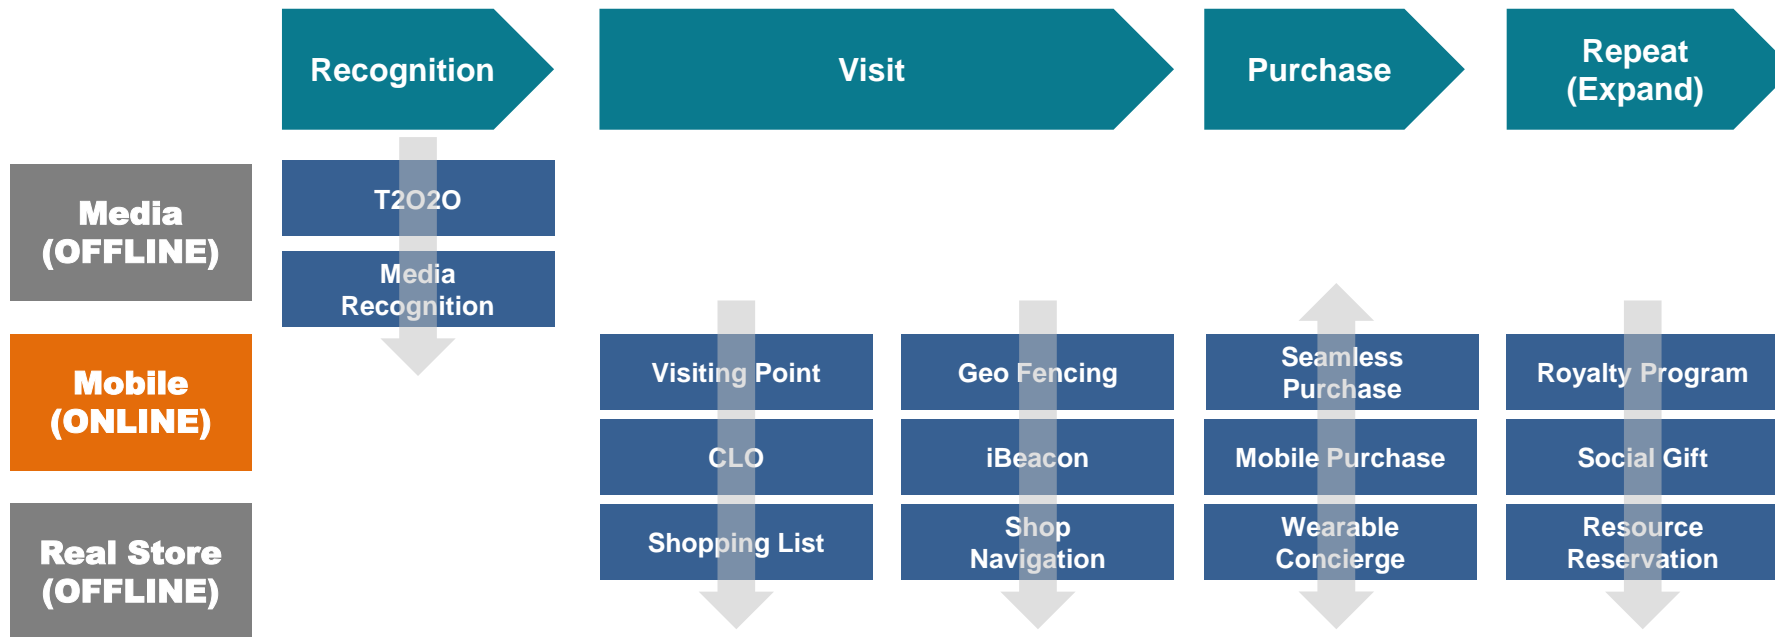 Recognition
Visit
Purchase
Repeat
(Expand)
Media
(OFFLINE)
T2O2O
Media
Recognition
Mobile
(ONLINE)
Visiting Point
Geo Fencing
Seamless
Purchase
Royalty Program
CLO
iBeacon
Mobile Purchase
Social Gift
Real Store
(OFFLINE)
Shopping List
Shop
Navigation
Wearable
Concierge
Resource
Reservation